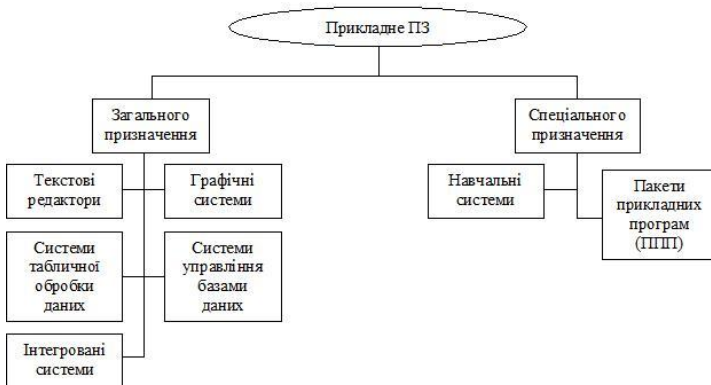 Прикладне ПЗ
Загального
призначення
Спеціального
призначення
Текстові
редактори
Графічні
системи
Навчальні
системи
Пакети
прикладних
програм
(ППП)
Системи
табличної
обробки
даних
Системи
управління
базами
даних
Інтегровані
системи